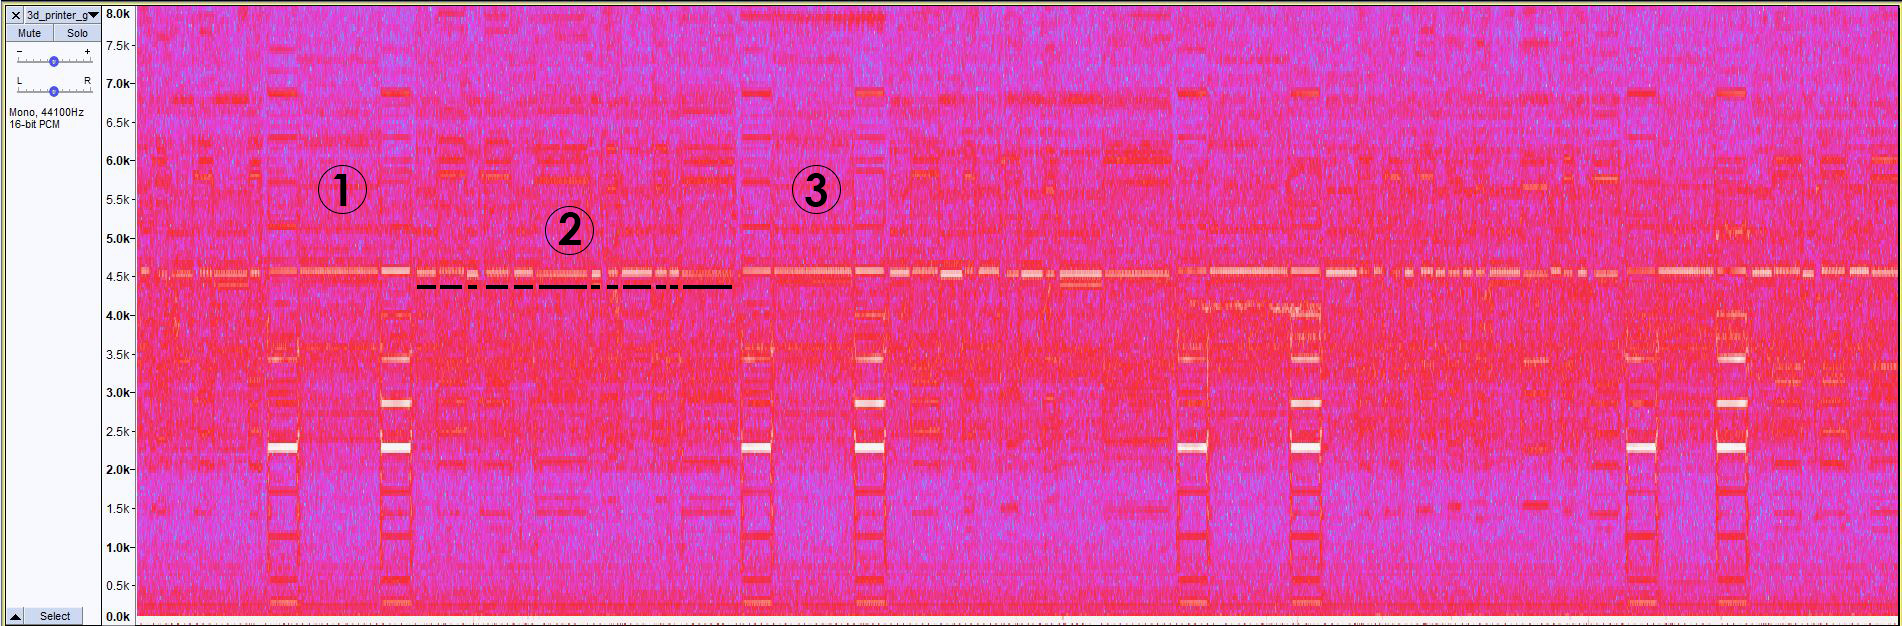 3d_printer_g
Mute Solo
- +
L R
Mono, 44100Hz
16-bit PCM
Select
8.0k
7.5k
7.0k
6.5k
6.0k
5.5k
5.0k
4.5k
4.0k
3.5k
3.0k
2.5k
2.0k
1.5k
1.0k
0.5k
0.0k
1
2
3